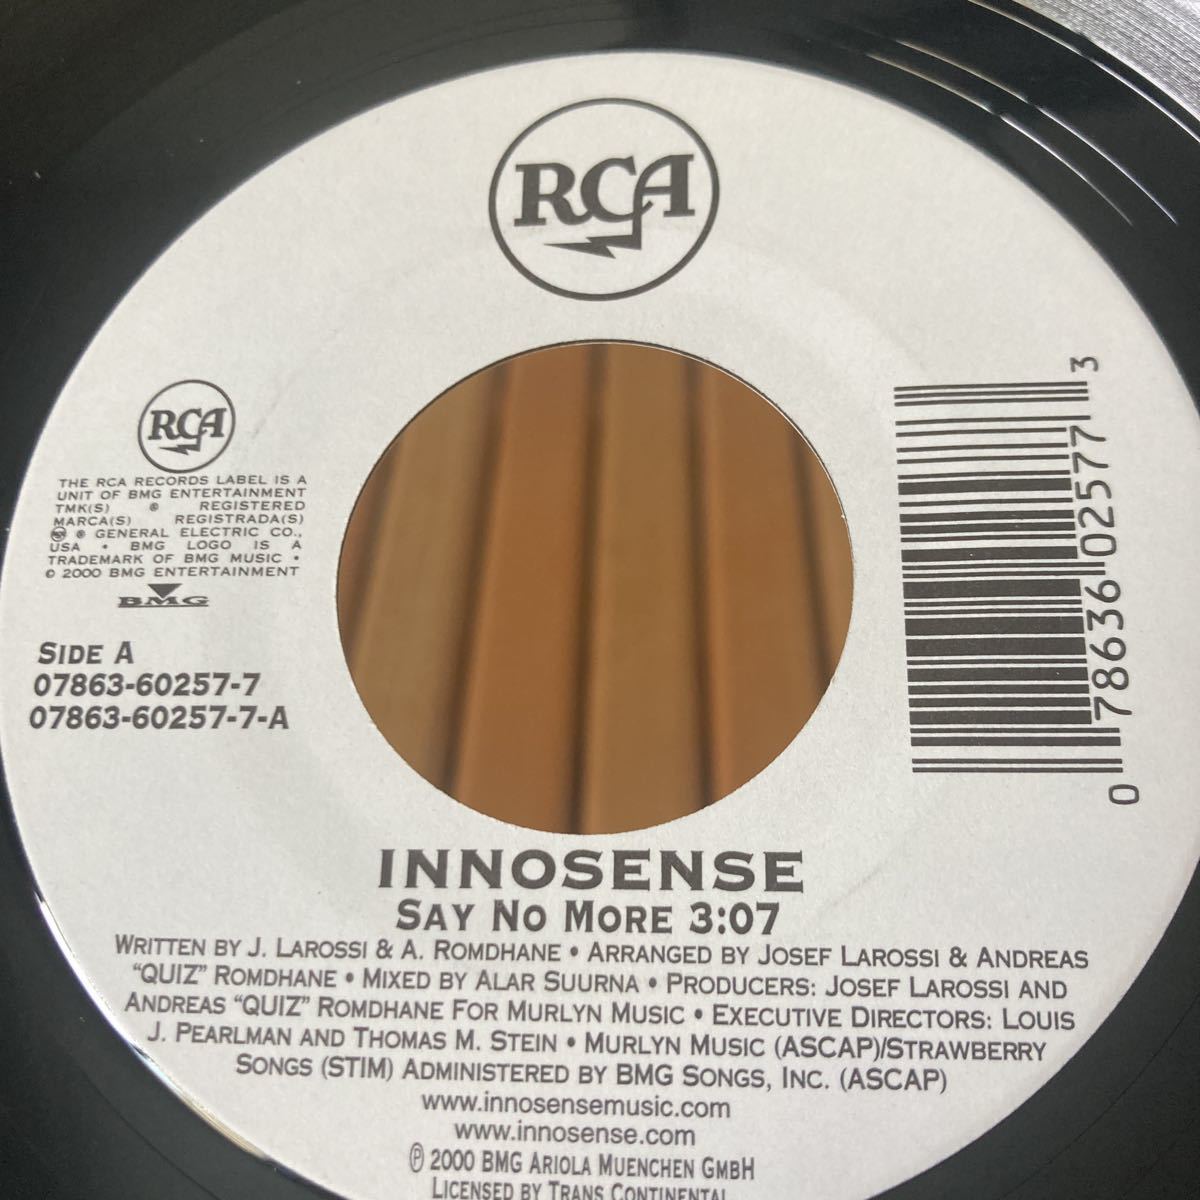 RCA
RCA
THE RCA RECORDS LABEL IS A
UNIT OF BMG ENTERTAINMENT
TMK(S) ® REGISTERED
MARCA(S) REGISTRADA(S)
RCA ® GENERAL ELECTRIC CO.,
USA • BMG LOGO IS A
TRADEMARK OF BMG MUSIC •
© 2000 BMG ENTERTAINMENT
BMG
SIDE A
07863-60257-7
07863-60257-7-A
0 78636 02577 3
INNOSENSE
SAY NO MORE 3:07
WRITTEN BY J. LAROSSI & A. ROMDHANE • ARRANGED BY JOSEF LAROSSI & ANDREAS
"QUIZ" ROMDHANE • MIXED BY ALAR SUURNA • PRODUCERS: JOSEF LAROSSI AND
ANDREAS "QUIZ" ROMDHANE FOR MURLYN MUSIC • EXECUTIVE DIRECTORS: LOUIS
J. PEARLMAN AND THOMAS M. STEIN • MURLYN MUSIC (ASCAP)/STRAWBERRY
SONGS (STIM) ADMINISTERED BY BMG SONGS, INC. (ASCAP)
www.innosensemusic.com
www.innosense.com
℗ 2000 BMG ARIOLA MUENCHEN GMBH
LICENSED BY TRANS CONTINENTAL